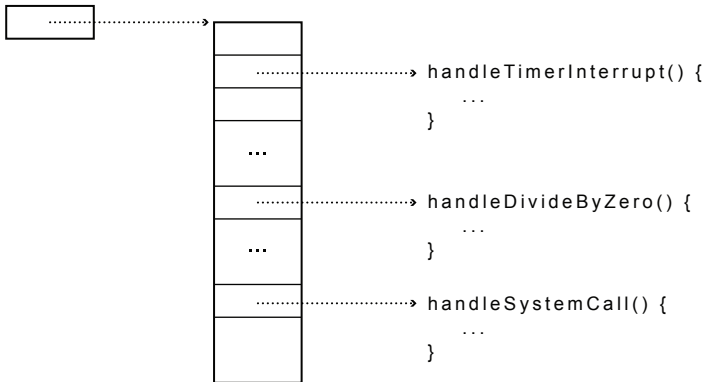 handleTimerInterrupt() {
...
}
...
handleDivideByZero() {
...
}
...
handleSystemCall() {
...
}